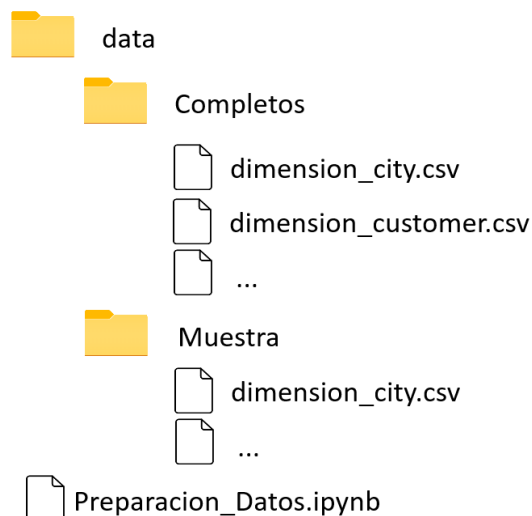 data
Completos
dimension_city.csv
dimension_customer.csv
...
Muestra
dimension_city.csv
...
Preparacion_Datos.ipynb